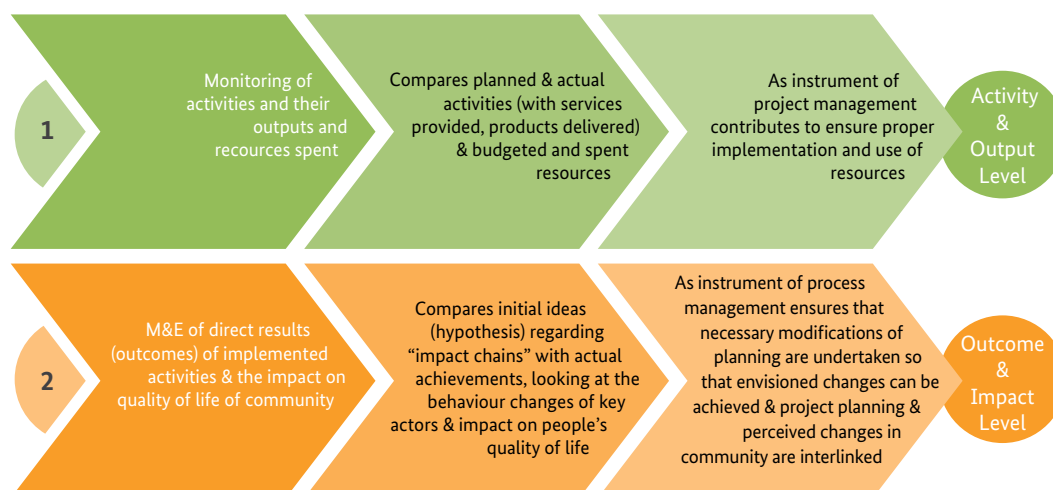 1
Monitoring of
activities and their
outputs and
recources spent
Compares planned & actual
activities (with services
provided, products delivered)
& budgeted and spent
resources
As instrument of
project management
contributes to ensure proper
implementation and use of
resources
Activity
&
Output
Level
2
M&E of direct results
(outcomes) of implemented
activities & the impact on
quality of life of community
Compares initial ideas
(hypothesis) regarding
“impact chains” with actual
achievements, looking at the
behaviour changes of key
actors & impact on people’s
quality of life
As instrument of process
management ensures that
necessary modifications of
planning are undertaken so
that envisioned changes can be
achieved & project planning &
perceived changes in
community are interlinked
Outcome
&
Impact
Level